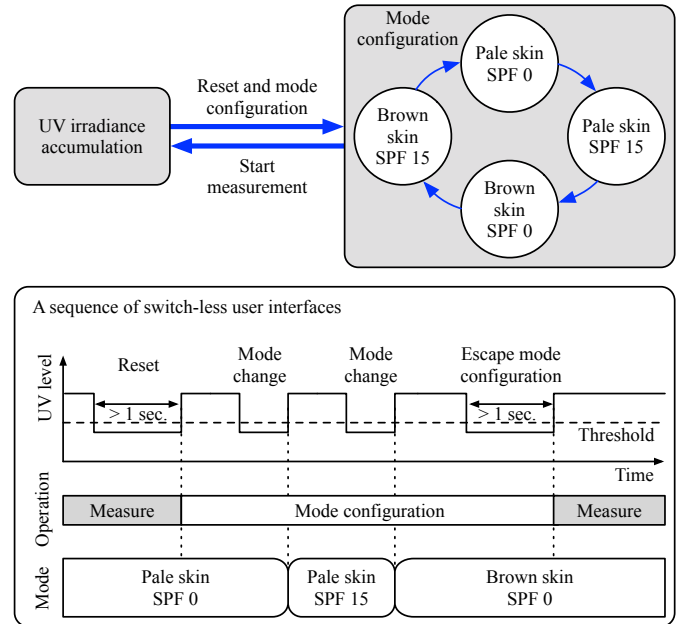 Mode
configuration
Pale skin
SPF 0
Reset and mode
configuration
UV irradiance
accumulation
Brown
skin
SPF 15
Pale skin
SPF 15
Start
measurement
Brown
skin
SPF 0
A sequence of switch-less user interfaces
UV level
Reset
Mode
change
Mode
change
Escape mode
configuration
> 1 sec.
> 1 sec.
Threshold
Time
Operation
Measure
Mode configuration
Measure
Mode
Pale skin
SPF 0
Pale skin
SPF 15
Brown skin
SPF 0